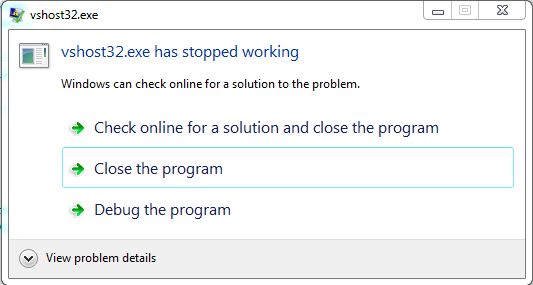 vshost32.exe
vshost32.exe has stopped working
Windows can check online for a solution to the problem.
Check online for a solution and close the program
Close the program
Debug the program
View problem details